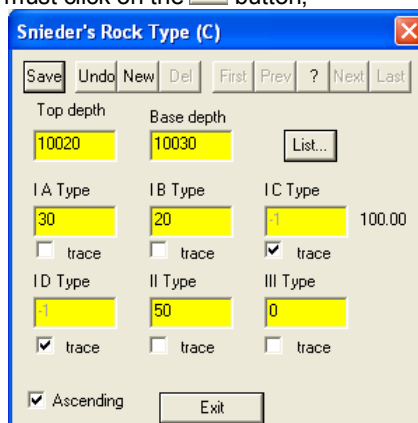 must click on the button,
Snieder's Rock Type (C)
Save Undo New Del First Prev ? Next Last
Top depth Base depth
10020 10030 List...
I A Type I B Type I C Type
30 20 -1 100.00
trace trace trace
I D Type II Type III Type
-1 50 0
trace trace trace
Ascending Exit